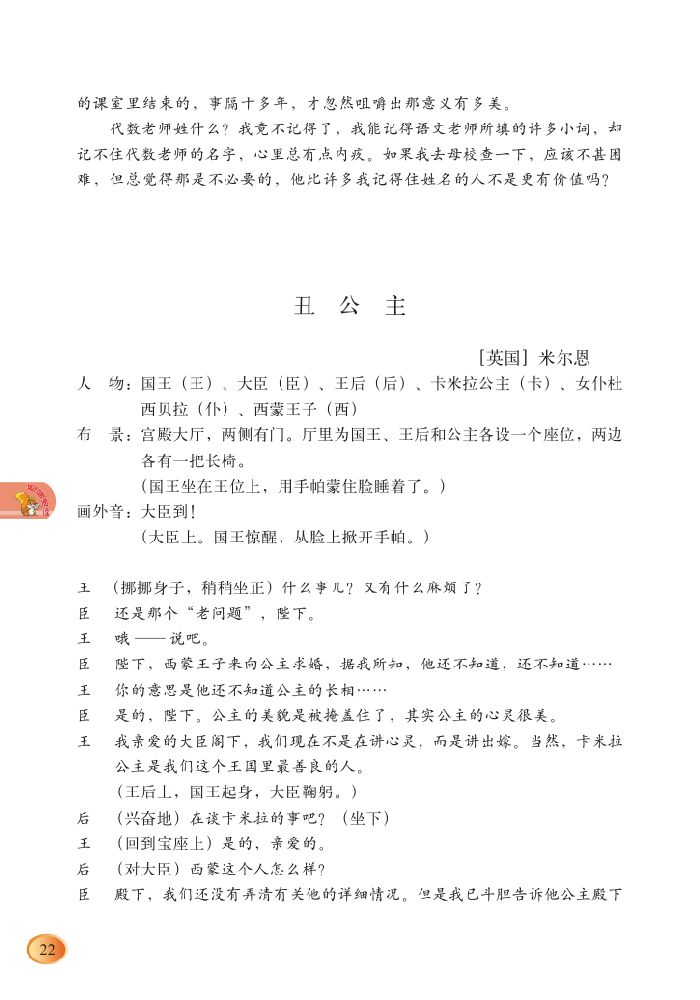 的课室里结束的，事隔十多年，才忽然咀嚼出那意义有多美。
代数老师姓什么？我竟不记得了，我能记得语文老师所填的许多小词，却
记不住代数老师的名字，心里总有点内疚。如果我去母校查一下，应该不甚困
难，但总觉得那是不必要的，他比许多我记得住姓名的人不是更有价值吗？
丑 公 主
［英国］米尔恩
人　物：国王（王）、大臣（臣）、王后（后）、卡米拉公主（卡）、女仆杜
西贝拉（仆）、西蒙王子（西）
布　景：宫殿大厅，两侧有门。厅里为国王、王后和公主各设一个座位，两边
各有一把长椅。
（国王坐在王位上，用手帕蒙住脸睡着了。）
画外音：大臣到！
（大臣上。国王惊醒，从脸上掀开手帕。）
王　（挪挪身子，稍稍坐正）什么事儿？又有什么麻烦了？
臣　还是那个“老问题”，陛下。
王　哦——说吧。
臣　陛下，西蒙王子来向公主求婚，据我所知，他还不知道，还不知道……
王　你的意思是他还不知道公主的长相……
臣　是的，陛下。公主的美貌是被掩盖住了，其实公主的心灵很美。
王　我亲爱的大臣阁下，我们现在不是在讲心灵，而是讲出嫁。当然，卡米拉
公主是我们这个王国里最善良的人。
（王后上，国王起身，大臣鞠躬。）
后　（兴奋地）在谈卡米拉的事吧？（坐下）
王　（回到宝座上）是的，亲爱的。
后　（对大臣）西蒙这个人怎么样？
臣　殿下，我们还没有弄清有关他的详细情况。但是我已斗胆告诉他公主殿下
22